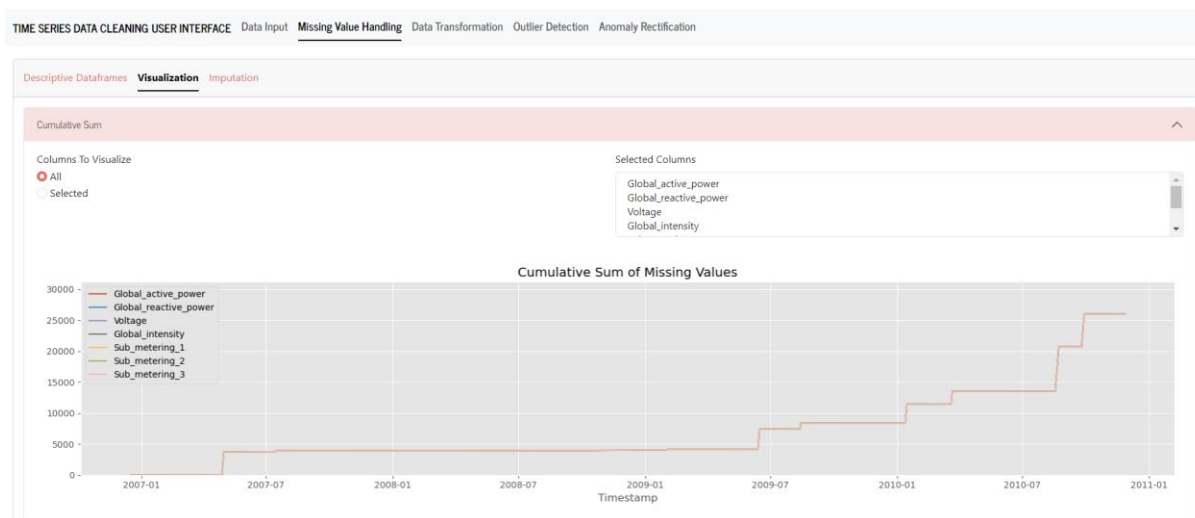 TIME SERIES DATA CLEANING USER INTERFACE Data Input Missing Value Handling Data Transformation Outlier Detection Anomaly Rectification
Descriptive Dataframes Visualization Imputation
Cumulative Sum
Columns To Visualize
All
Selected
Selected Columns
Global_active_power
Global_reactive_power
Voltage
Global_intensity
Cumulative Sum of Missing Values
30000
25000
20000
15000
10000
5000
0
Global_active_power
Global_reactive_power
Voltage
Global_intensity
Sub_metering_1
Sub_metering_2
Sub_metering_3
2007-01 2007-07 2008-01 2008-07 2009-01 2009-07 2010-01 2010-07 2011-01
Timestamp